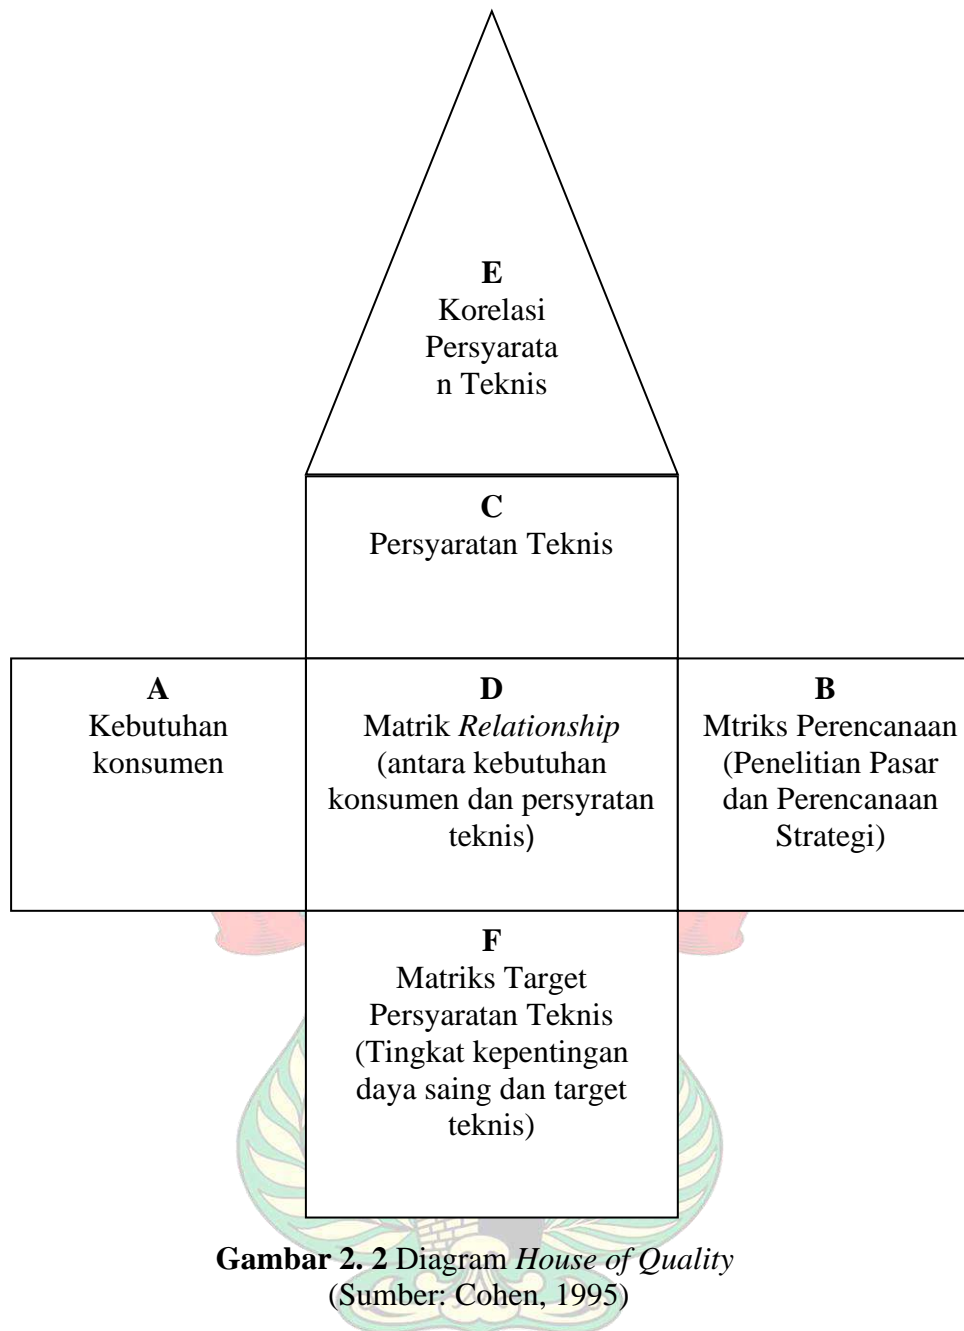 E
Korelasi
Persyarata
n Teknis
C
Persyaratan Teknis
A
Kebutuhan
konsumen
D
Matrik Relationship
(antara kebutuhan
konsumen dan persyratan
teknis)
B
Mtriks Perencanaan
(Penelitian Pasar
dan Perencanaan
Strategi)
F
Matriks Target
Persyaratan Teknis
(Tingkat kepentingan
daya saing dan target
teknis)
Gambar 2. 2 Diagram House of Quality
(Sumber: Cohen, 1995)